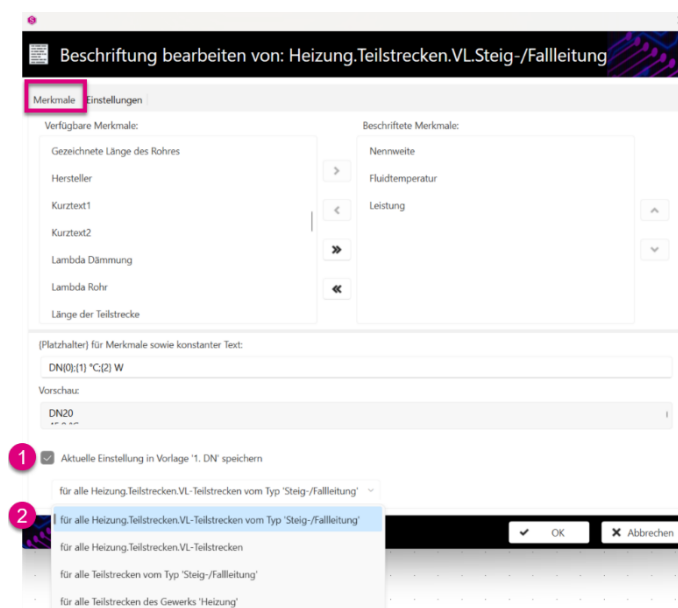 Beschriftung bearbeiten von: Heizung.Teilstrecken.VL.Steig-/Fallleitung
Merkmale Einstellungen
Verfügbare Merkmale: Beschriftete Merkmale:
Gezeichnete Länge des Rohres
Hersteller
Kurztext1
Kurztext2
Lambda Dämmung
Lambda Rohr
Länge der Teilstrecke
Nennweite
Fluidtemperatur
Leistung
{Platzhalter} für Merkmale sowie konstanter Text:
DN{0};{1} °C;{2} W
Vorschau:
DN20
1 Aktuelle Einstellung in Vorlage '1. DN' speichern
für alle Heizung.Teilstrecken.VL-Teilstrecken vom Typ 'Steig-/Fallleitung'
2 für alle Heizung.Teilstrecken.VL-Teilstrecken vom Typ 'Steig-/Fallleitung'
für alle Heizung.Teilstrecken.VL-Teilstrecken
für alle Teilstrecken vom Typ 'Steig-/Fallleitung'
für alle Teilstrecken des Gewerks 'Heizung'
OK Abbrechen